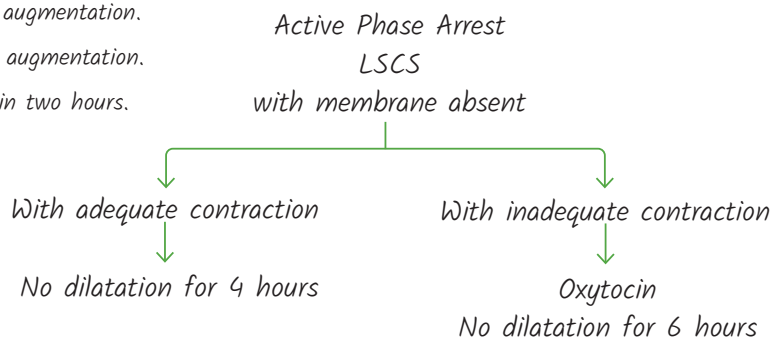 augmentation.
augmentation.
in two hours.
Active Phase Arrest
LSCS
with membrane absent
With adequate contraction
No dilatation for 4 hours
With inadequate contraction
Oxytocin
No dilatation for 6 hours